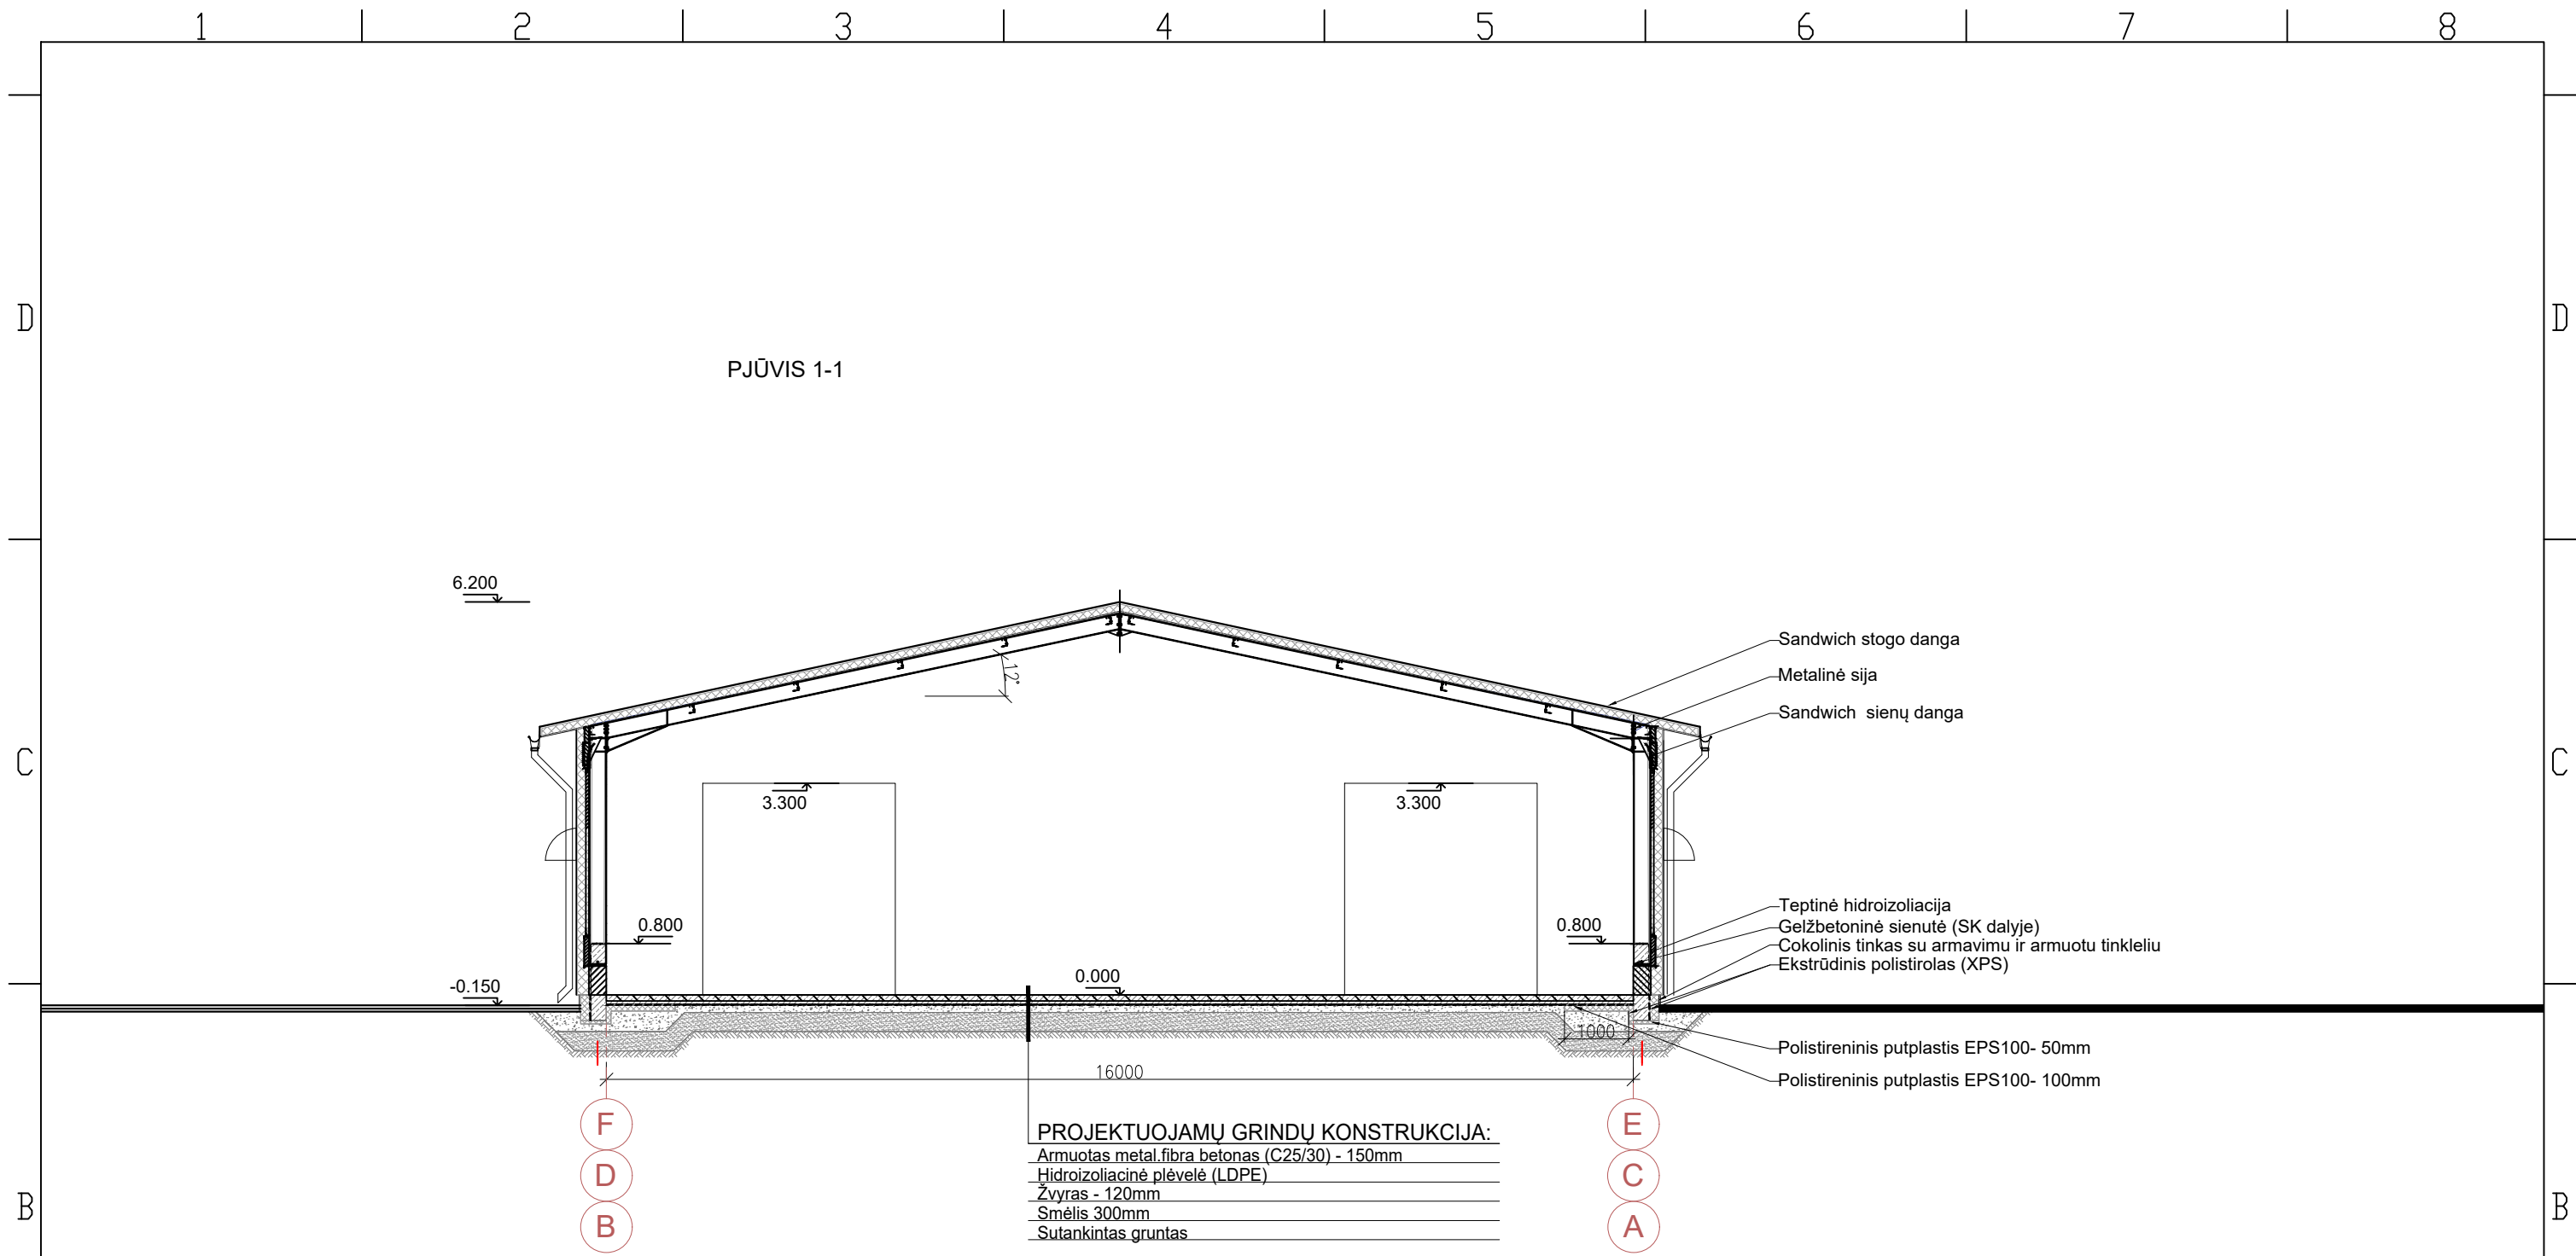 1 2 3 4 5 6 7 8
D D
PJŪVIS 1-1
6.200
Sandwich stogo danga
12°
Metalinė sija
Sandwich sienų danga
C C
3.300 3.300
Teptinė hidroizoliacija
0.800 0.800
Gelžbetoninė sienutė (SK dalyje)
Cokolinis tinkas su armavimu ir armuotu tinkleliu
Ekstrūdinis polistirolas (XPS)
0.000
-0.150
1000
Polistireninis putplastis EPS100- 50mm
16000
Polistireninis putplastis EPS100- 100mm
F E
PROJEKTUOJAMŲ GRINDŲ KONSTRUKCIJA:
Armuotas metal.fibra betonas (C25/30) - 150mm
D C
Hidroizoliacinė plėvelė (LDPE)
Žvyras - 120mm
B B
Smėlis 300mm
B A
Sutankintas gruntas